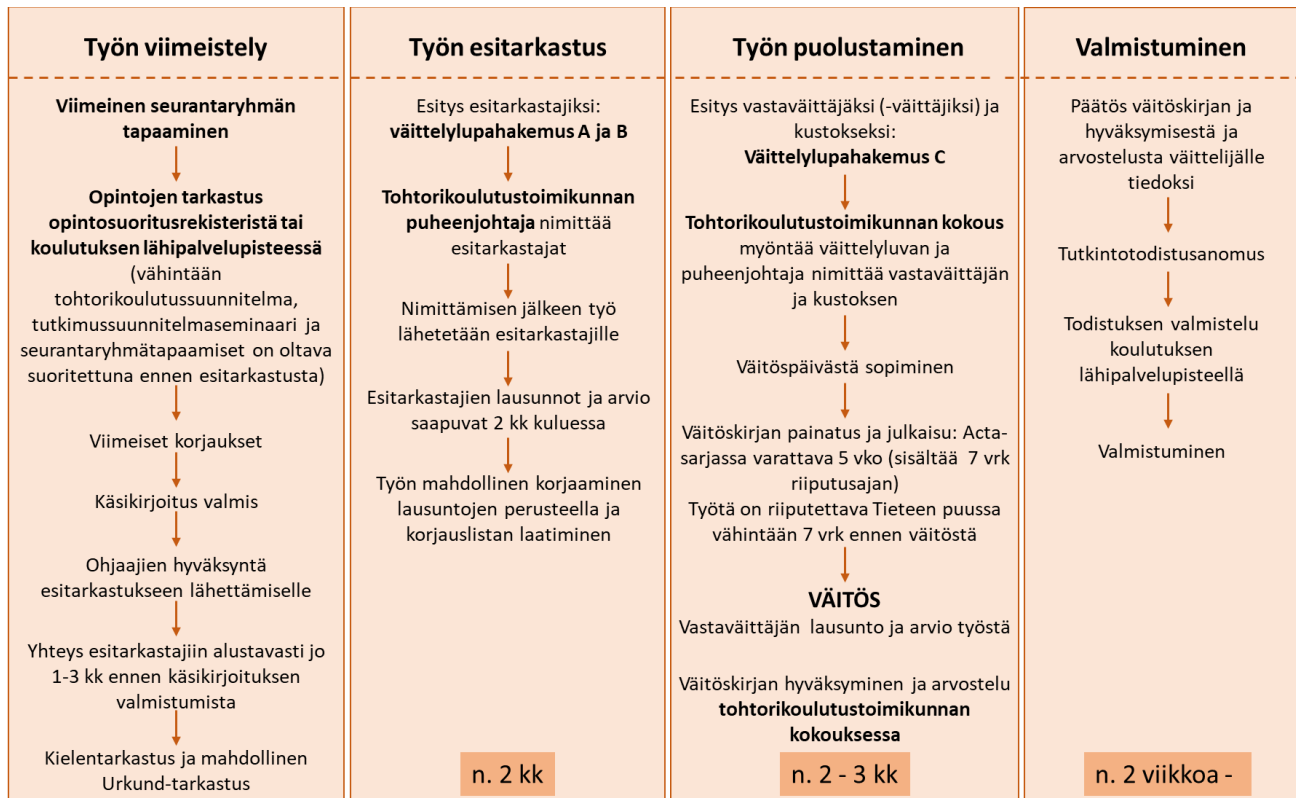 Työn viimeistely
Viimeinen seurantaryhmän
tapaaminen
Opintojen tarkastus
opintosuoritusrekisteristä tai
koulutuksen lähipalvelupisteessä
(vähintään
tohtorikoulutussuunnitelma,
tutkimussuunnitelmaseminaari ja
seurantaryhmätapaamiset on oltava
suoritettuna ennen esitarkastusta)
Viimeiset korjaukset
Käsikirjoitus valmis
Ohjaajien hyväksyntä
esitarkastukseen lähettämiselle
Yhteys esitarkastajiin alustavasti jo
1-3 kk ennen käsikirjoituksen
valmistumista
Kielentarkastus ja mahdollinen
Urkund-tarkastus
Työn esitarkastus
Esitys esitarkastajiksi:
väittelylupahakemus A ja B
Tohtorikoulutustoimikunnan
puheenjohtaja nimittää
esitarkastajat
Nimittämisen jälkeen työ
lähetetään esitarkastajille
Esitarkastajien lausunnot ja arvio
saapuvat 2 kk kuluessa
Työn mahdollinen korjaaminen
lausuntojen perusteella ja
korjauslistan laatiminen
n. 2 kk
Työn puolustaminen
Esitys vastaväittäjäksi (-väittäjiksi) ja
kustokseksi:
Väittelylupahakemus C
Tohtorikoulutustoimikunnan kokous
myöntää väittelyluvan ja
puheenjohtaja nimittää vastaväittäjän
ja kustoksen
Väitöspäivästä sopiminen
Väitöskirjan painatus ja julkaisu: Acta-
sarjassa varattava 5 vko (sisältää 7 vrk
riiputusajan)
Työtä on riiputettava Tieteen puussa
vähintään 7 vrk ennen väitöstä
VÄITÖS
Vastaväittäjän lausunto ja arvio työstä
Väitöskirjan hyväksyminen ja arvostelu
tohtorikoulutustoimikunnan
kokouksessa
n. 2 - 3 kk
Valmistuminen
Päätös väitöskirjan ja
hyväksymisestä ja
arvostelusta väittelijälle
tiedoksi
Tutkintotodistusanomus
Todistuksen valmistelu
koulutuksen
lähipalvelupisteellä
Valmistuminen
n. 2 viikkoa -